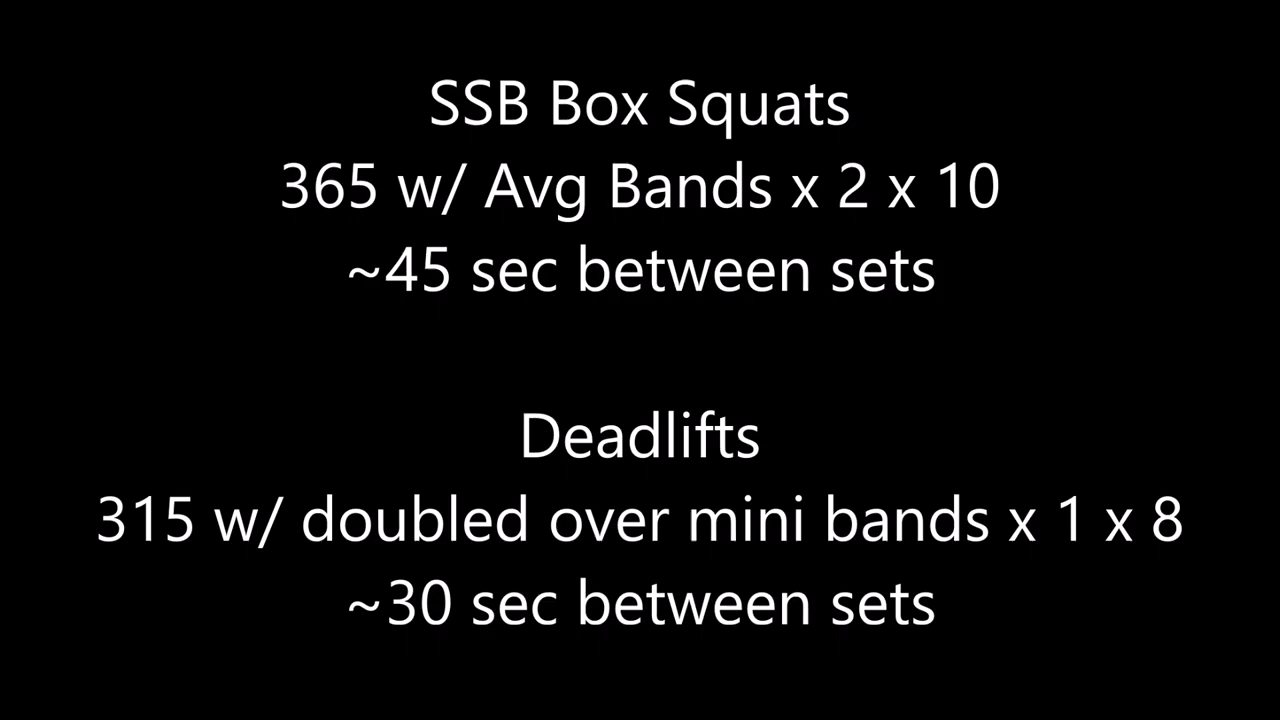 SSB Box Squats
365 w/ Avg Bands x 2 x 10
~45 sec between sets
Deadlifts
315 w/ doubled over mini bands x 1 x 8
~30 sec between sets